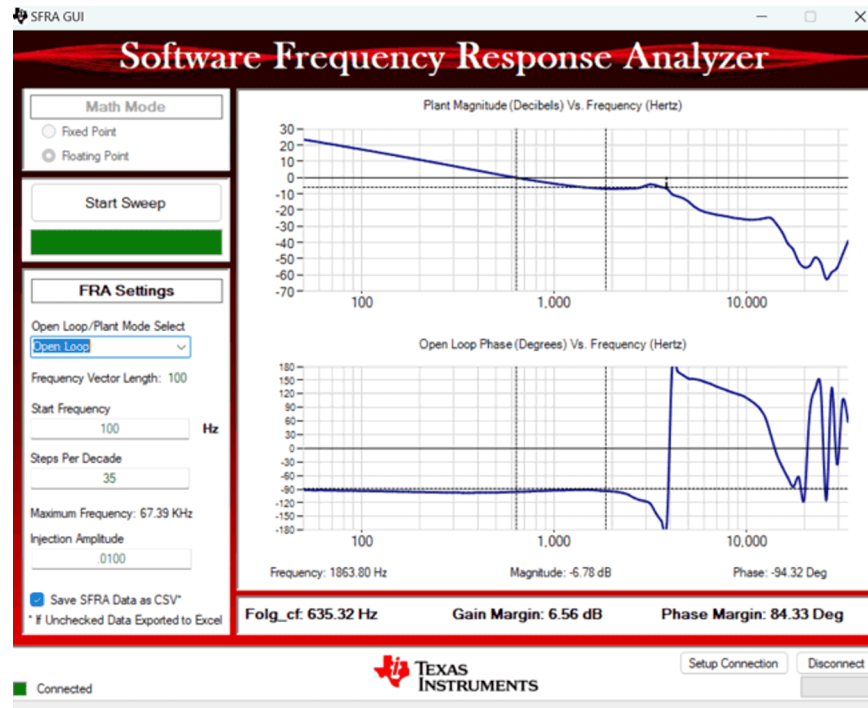 SFRA GUI
Software Frequency Response Analyzer
Math Mode
Fixed Point
Floating Point
Start Sweep
FRA Settings
Open Loop/Plant Mode Select
Open Loop
Frequency Vector Length: 100
Start Frequency
100 Hz
Steps Per Decade
35
Maximum Frequency: 67.39 KHz
Injection Amplitude
.0100
Save SFRA Data as CSV*
* If Unchecked Data Exported to Excel
Plant Magnitude (Decibels) Vs. Frequency (Hertz)
30
20
10
0
-10
-20
-30
-40
-50
-60
-70
100 1,000 10,000
Open Loop Phase (Degrees) Vs. Frequency (Hertz)
180
150
120
90
60
30
0
-30
-60
-90
-120
-150
-180
100 1,000 10,000
Frequency: 1863.80 Hz Magnitude: -6.78 dB Phase: -94.32 Deg
Folg_cf: 635.32 Hz Gain Margin: 6.56 dB Phase Margin: 84.33 Deg
Connected
TEXAS
INSTRUMENTS
Setup Connection Disconnect